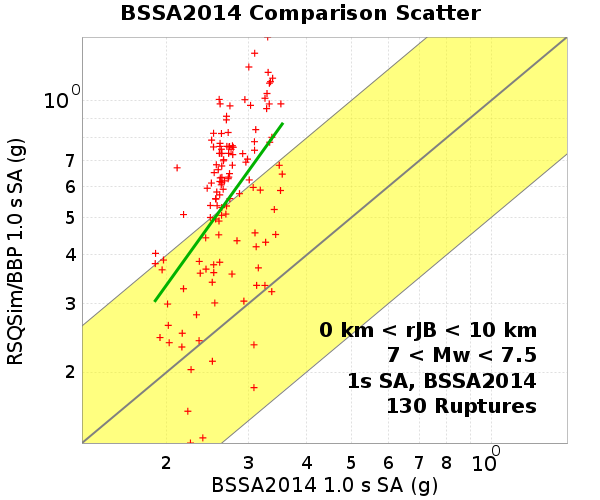 BSSA2014 Comparison Scatter
RSQSim/BBP 1.0 s SA (g)
10⁰
7
6
5
4
3
2
0 km < rJB < 10 km
7 < Mw < 7.5
1s SA, BSSA2014
130 Ruptures
2 3 4 5 6 7 8 10⁰
BSSA2014 1.0 s SA (g)